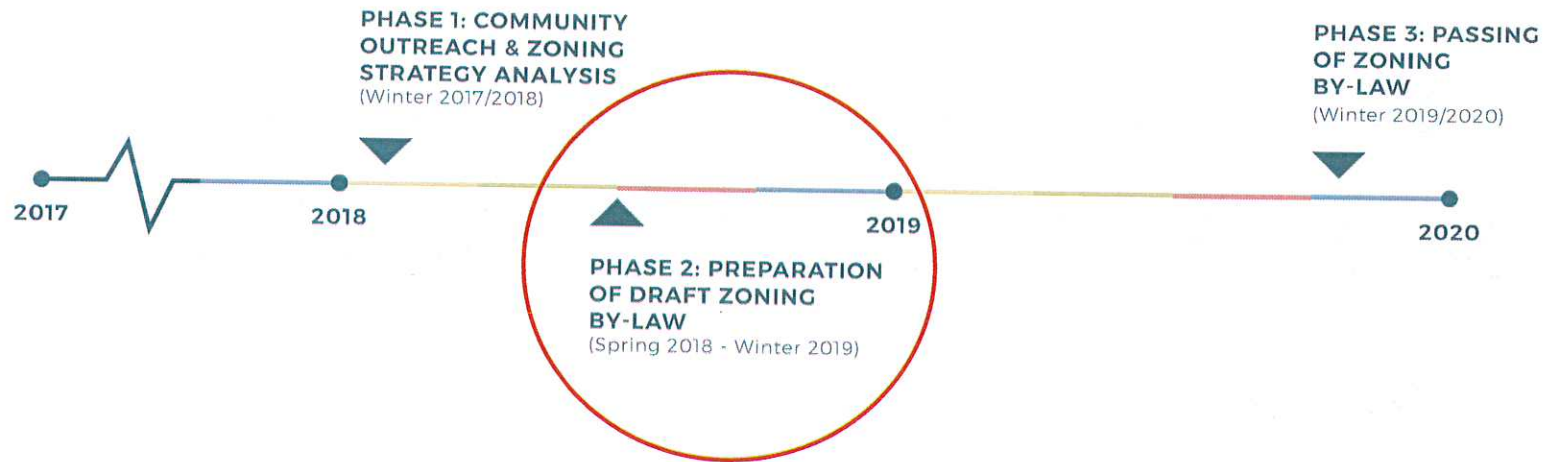 PHASE 1: COMMUNITY
OUTREACH & ZONING
STRATEGY ANALYSIS
(Winter 2017/2018)
PHASE 3: PASSING
OF ZONING
BY-LAW
(Winter 2019/2020)
2017
2018
2019
2020
PHASE 2: PREPARATION
OF DRAFT ZONING
BY-LAW
(Spring 2018 - Winter 2019)